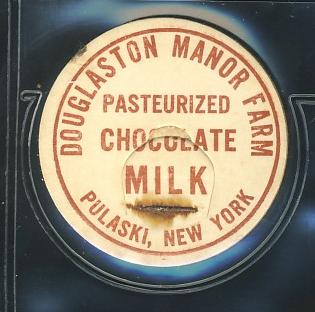 DOUGLASTON MANOR FARM
PASTEURIZED
CHOCOLATE
MILK
PULASKI, NEW YORK